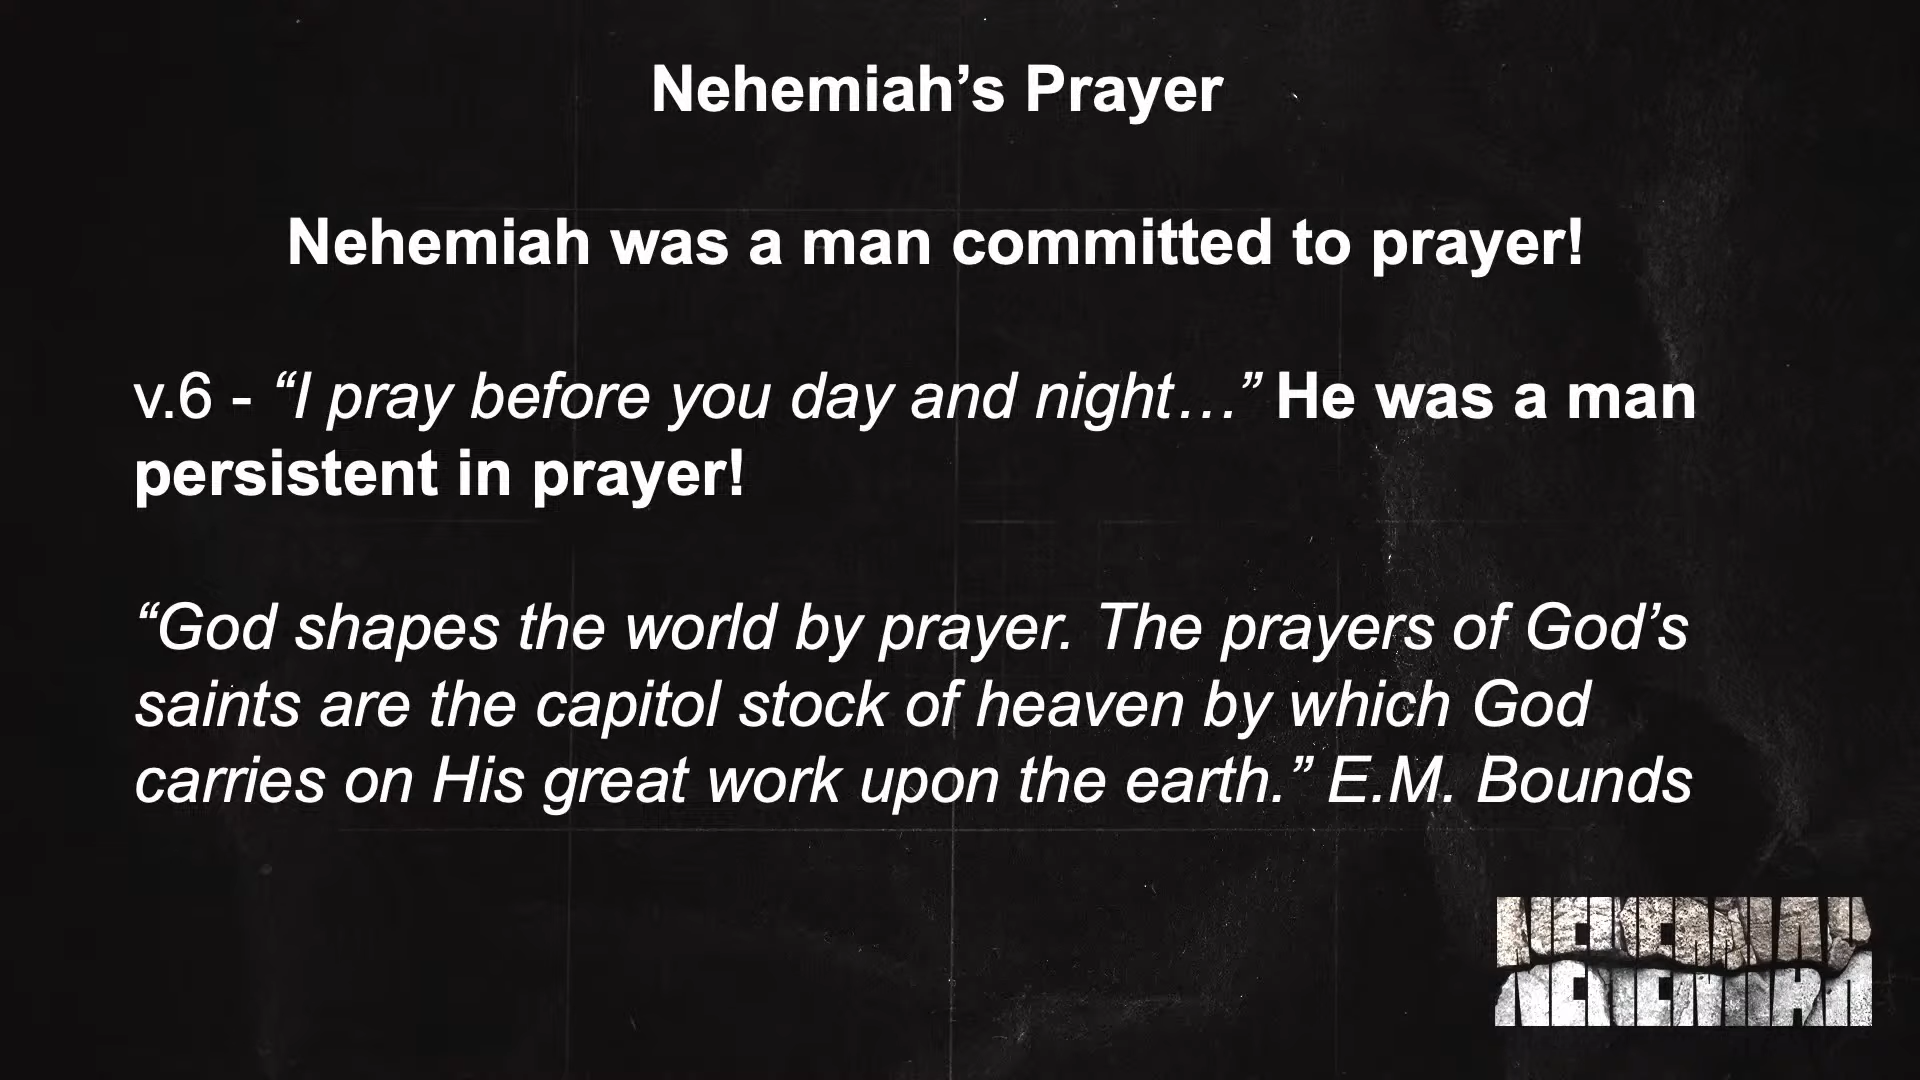 Nehemiah’s Prayer
Nehemiah was a man committed to prayer!
v.6 - “I pray before you day and night…” He was a man
persistent in prayer!
“God shapes the world by prayer. The prayers of God’s
saints are the capitol stock of heaven by which God
carries on His great work upon the earth.” E.M. Bounds
NEHEMIAH
NEHEMIAH